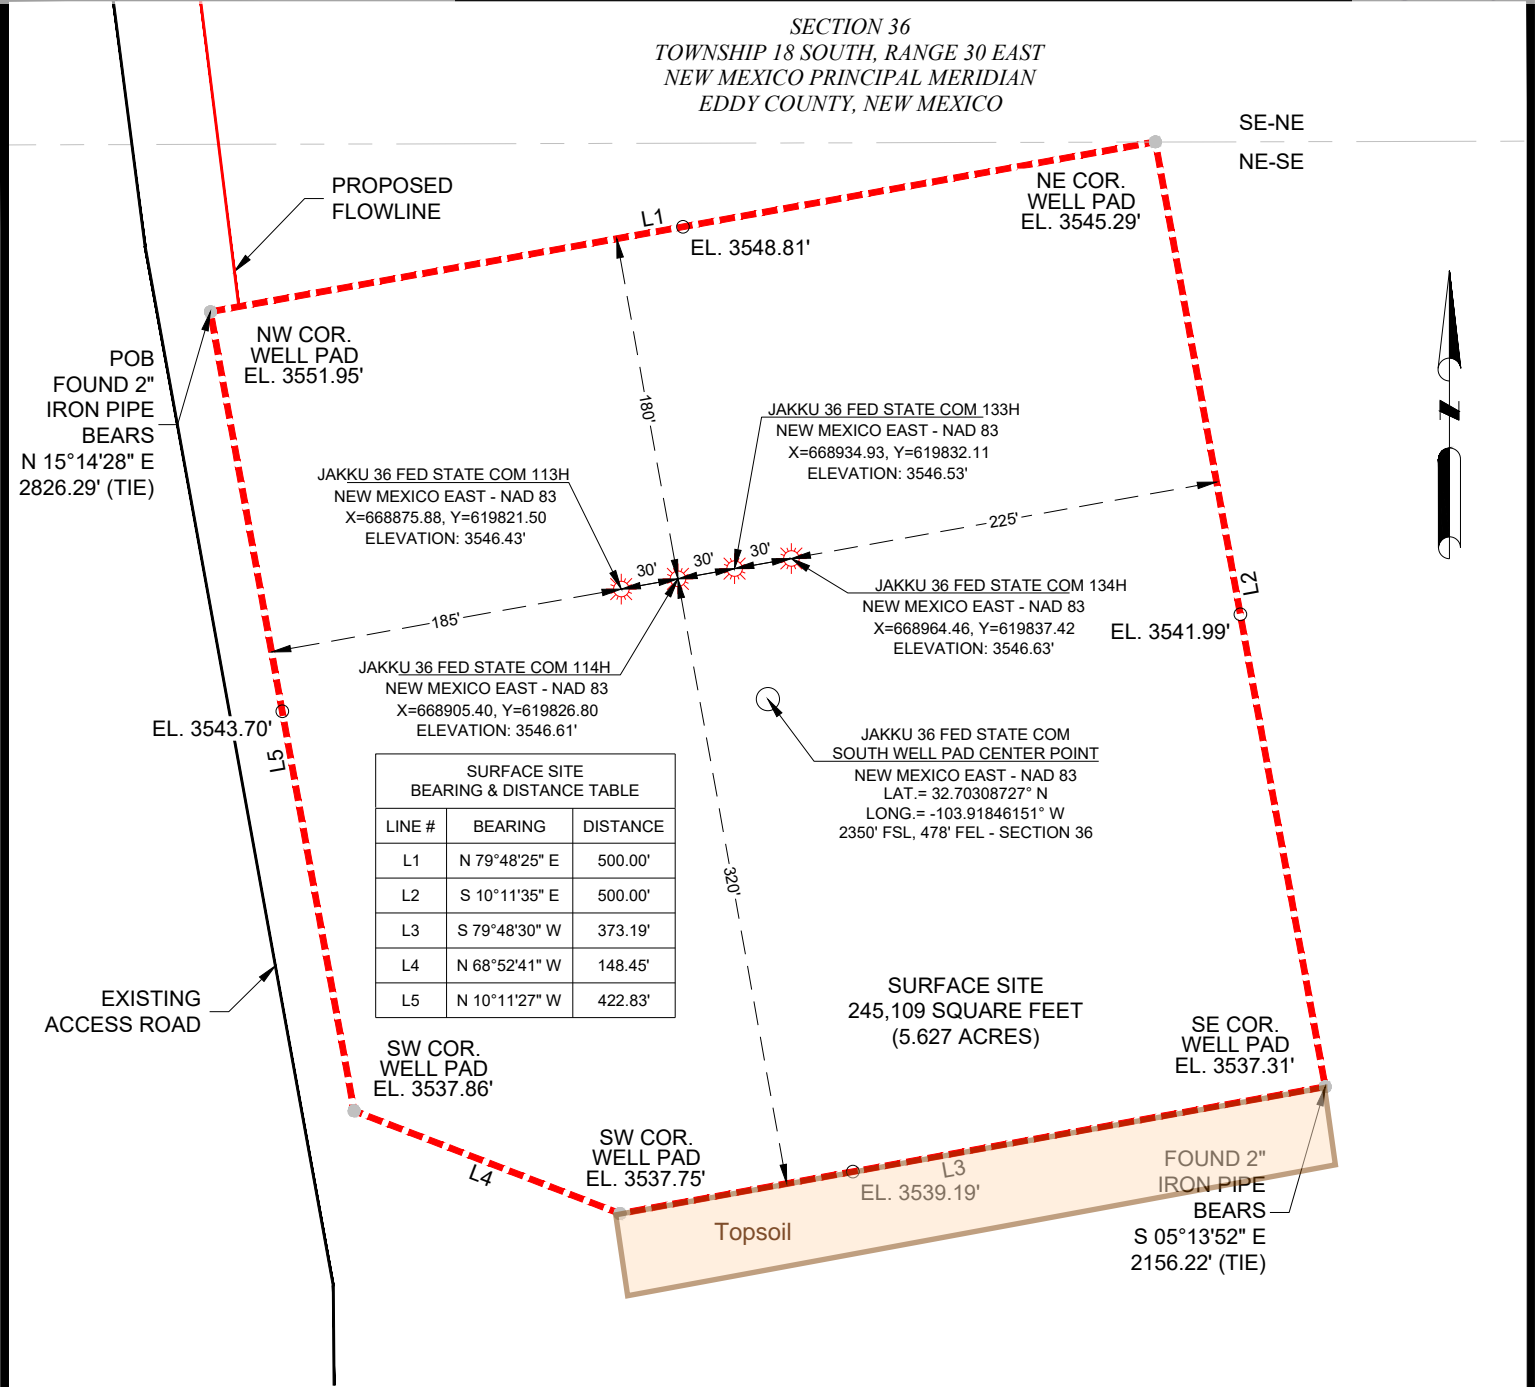 SECTION 36
TOWNSHIP 18 SOUTH, RANGE 30 EAST
NEW MEXICO PRINCIPAL MERIDIAN
EDDY COUNTY, NEW MEXICO
SE-NE
NE-SE
PROPOSED
FLOWLINE
L1
EL. 3548.81'
NE COR.
WELL PAD
EL. 3545.29'
NW COR.
WELL PAD
EL. 3551.95'
POB
FOUND 2"
IRON PIPE
BEARS
N 15°14'28" E
2826.29' (TIE)
180'
JAKKU 36 FED STATE COM 133H
NEW MEXICO EAST - NAD 83
X=668934.93, Y=619832.11
ELEVATION: 3546.53'
JAKKU 36 FED STATE COM 113H
NEW MEXICO EAST - NAD 83
X=668875.88, Y=619821.50
ELEVATION: 3546.43'
N
225'
30'
30'
30'
185'
JAKKU 36 FED STATE COM 134H
NEW MEXICO EAST - NAD 83
X=668964.46, Y=619837.42
ELEVATION: 3546.63'
L2
EL. 3541.99'
JAKKU 36 FED STATE COM 114H
NEW MEXICO EAST - NAD 83
X=668905.40, Y=619826.80
ELEVATION: 3546.61'
EL. 3543.70'
L5
JAKKU 36 FED STATE COM
SOUTH WELL PAD CENTER POINT
NEW MEXICO EAST - NAD 83
LAT.= 32.70308727° N
LONG.= -103.91846151° W
2350' FSL, 478' FEL - SECTION 36
SURFACE SITE
BEARING & DISTANCE TABLE
LINE # BEARING DISTANCE
L1 N 79°48'25" E 500.00'
L2 S 10°11'35" E 500.00'
L3 S 79°48'30" W 373.19'
L4 N 68°52'41" W 148.45'
L5 N 10°11'27" W 422.83'
320'
EXISTING
ACCESS ROAD
SURFACE SITE
245,109 SQUARE FEET
(5.627 ACRES)
SE COR.
WELL PAD
EL. 3537.31'
SW COR.
WELL PAD
EL. 3537.86'
L4
SW COR.
WELL PAD
EL. 3537.75'
L3
EL. 3539.19'
Topsoil
FOUND 2"
IRON PIPE
BEARS
S 05°13'52" E
2156.22' (TIE)